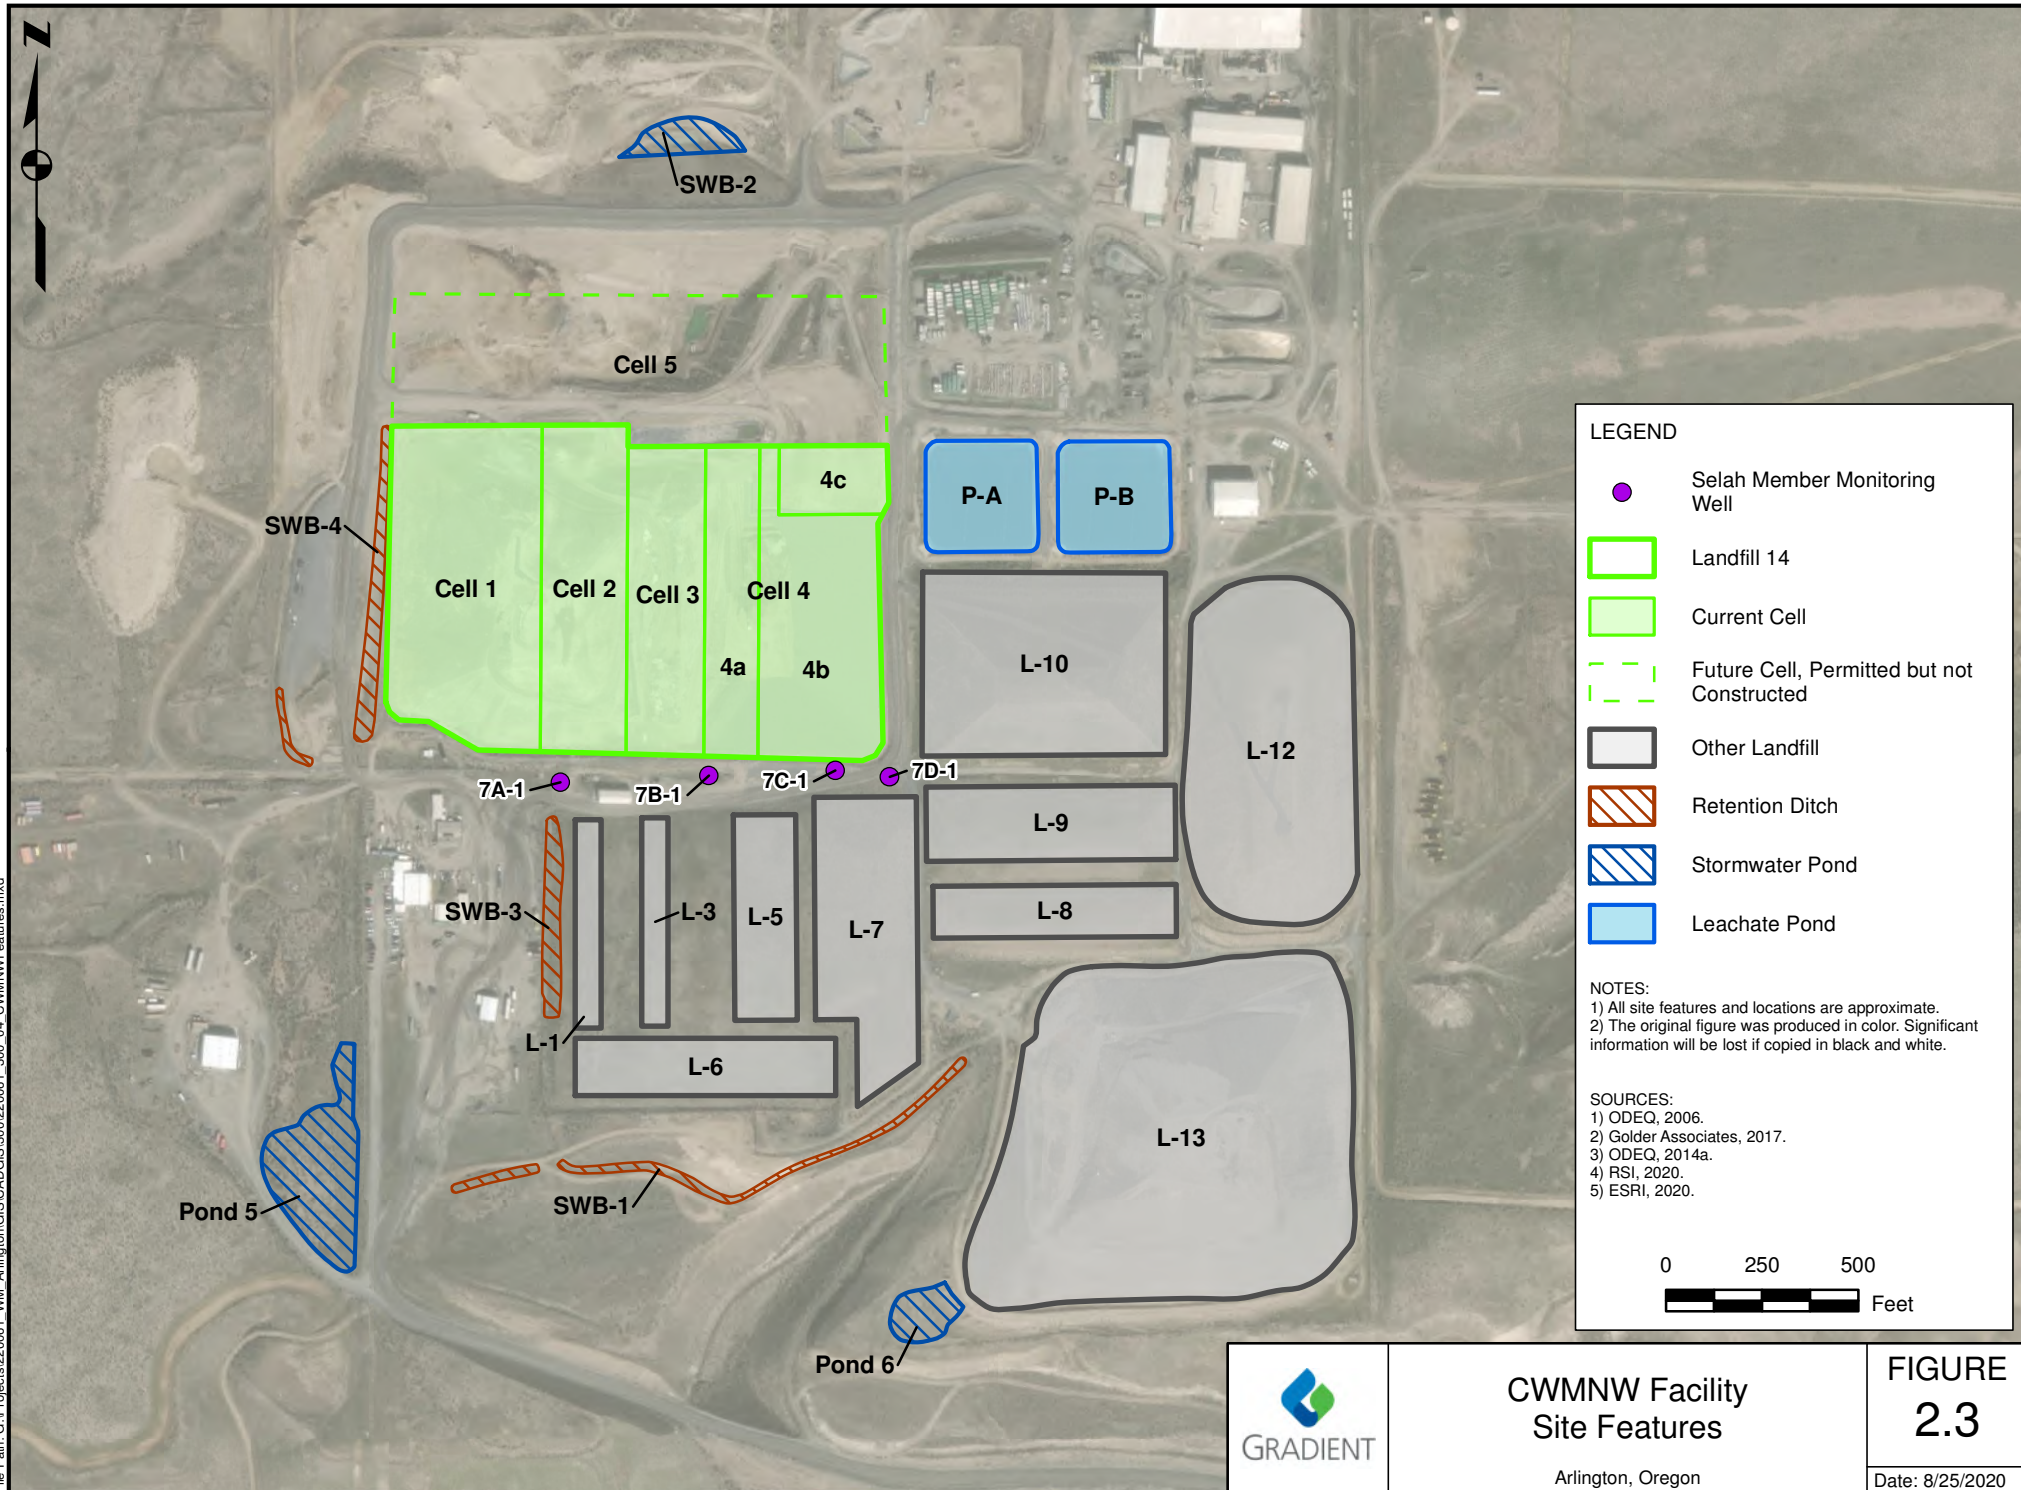 Z
SWB-2
Cell 5
4c
P-A
P-B
SWB-4
Cell 1
Cell 2
Cell 3
Cell 4
4a
4b
L-10
L-12
7A-1
7B-1
7C-1
7D-1
L-9
L-8
SWB-3
L-3
L-5
L-7
L-1
L-6
L-13
SWB-1
Pond 5
Pond 6
LEGEND
Selah Member Monitoring
Well
Landfill 14
Current Cell
Future Cell, Permitted but not
Constructed
Other Landfill
Retention Ditch
Stormwater Pond
Leachate Pond
NOTES:
1) All site features and locations are approximate.
2) The original figure was produced in color. Significant
information will be lost if copied in black and white.
SOURCES:
1) ODEQ, 2006.
2) Golder Associates, 2017.
3) ODEQ, 2014a.
4) RSI, 2020.
5) ESRI, 2020.
0 250 500
Feet
GRADIENT
CWMNW Facility
Site Features
Arlington, Oregon
FIGURE
2.3
Date: 8/25/2020